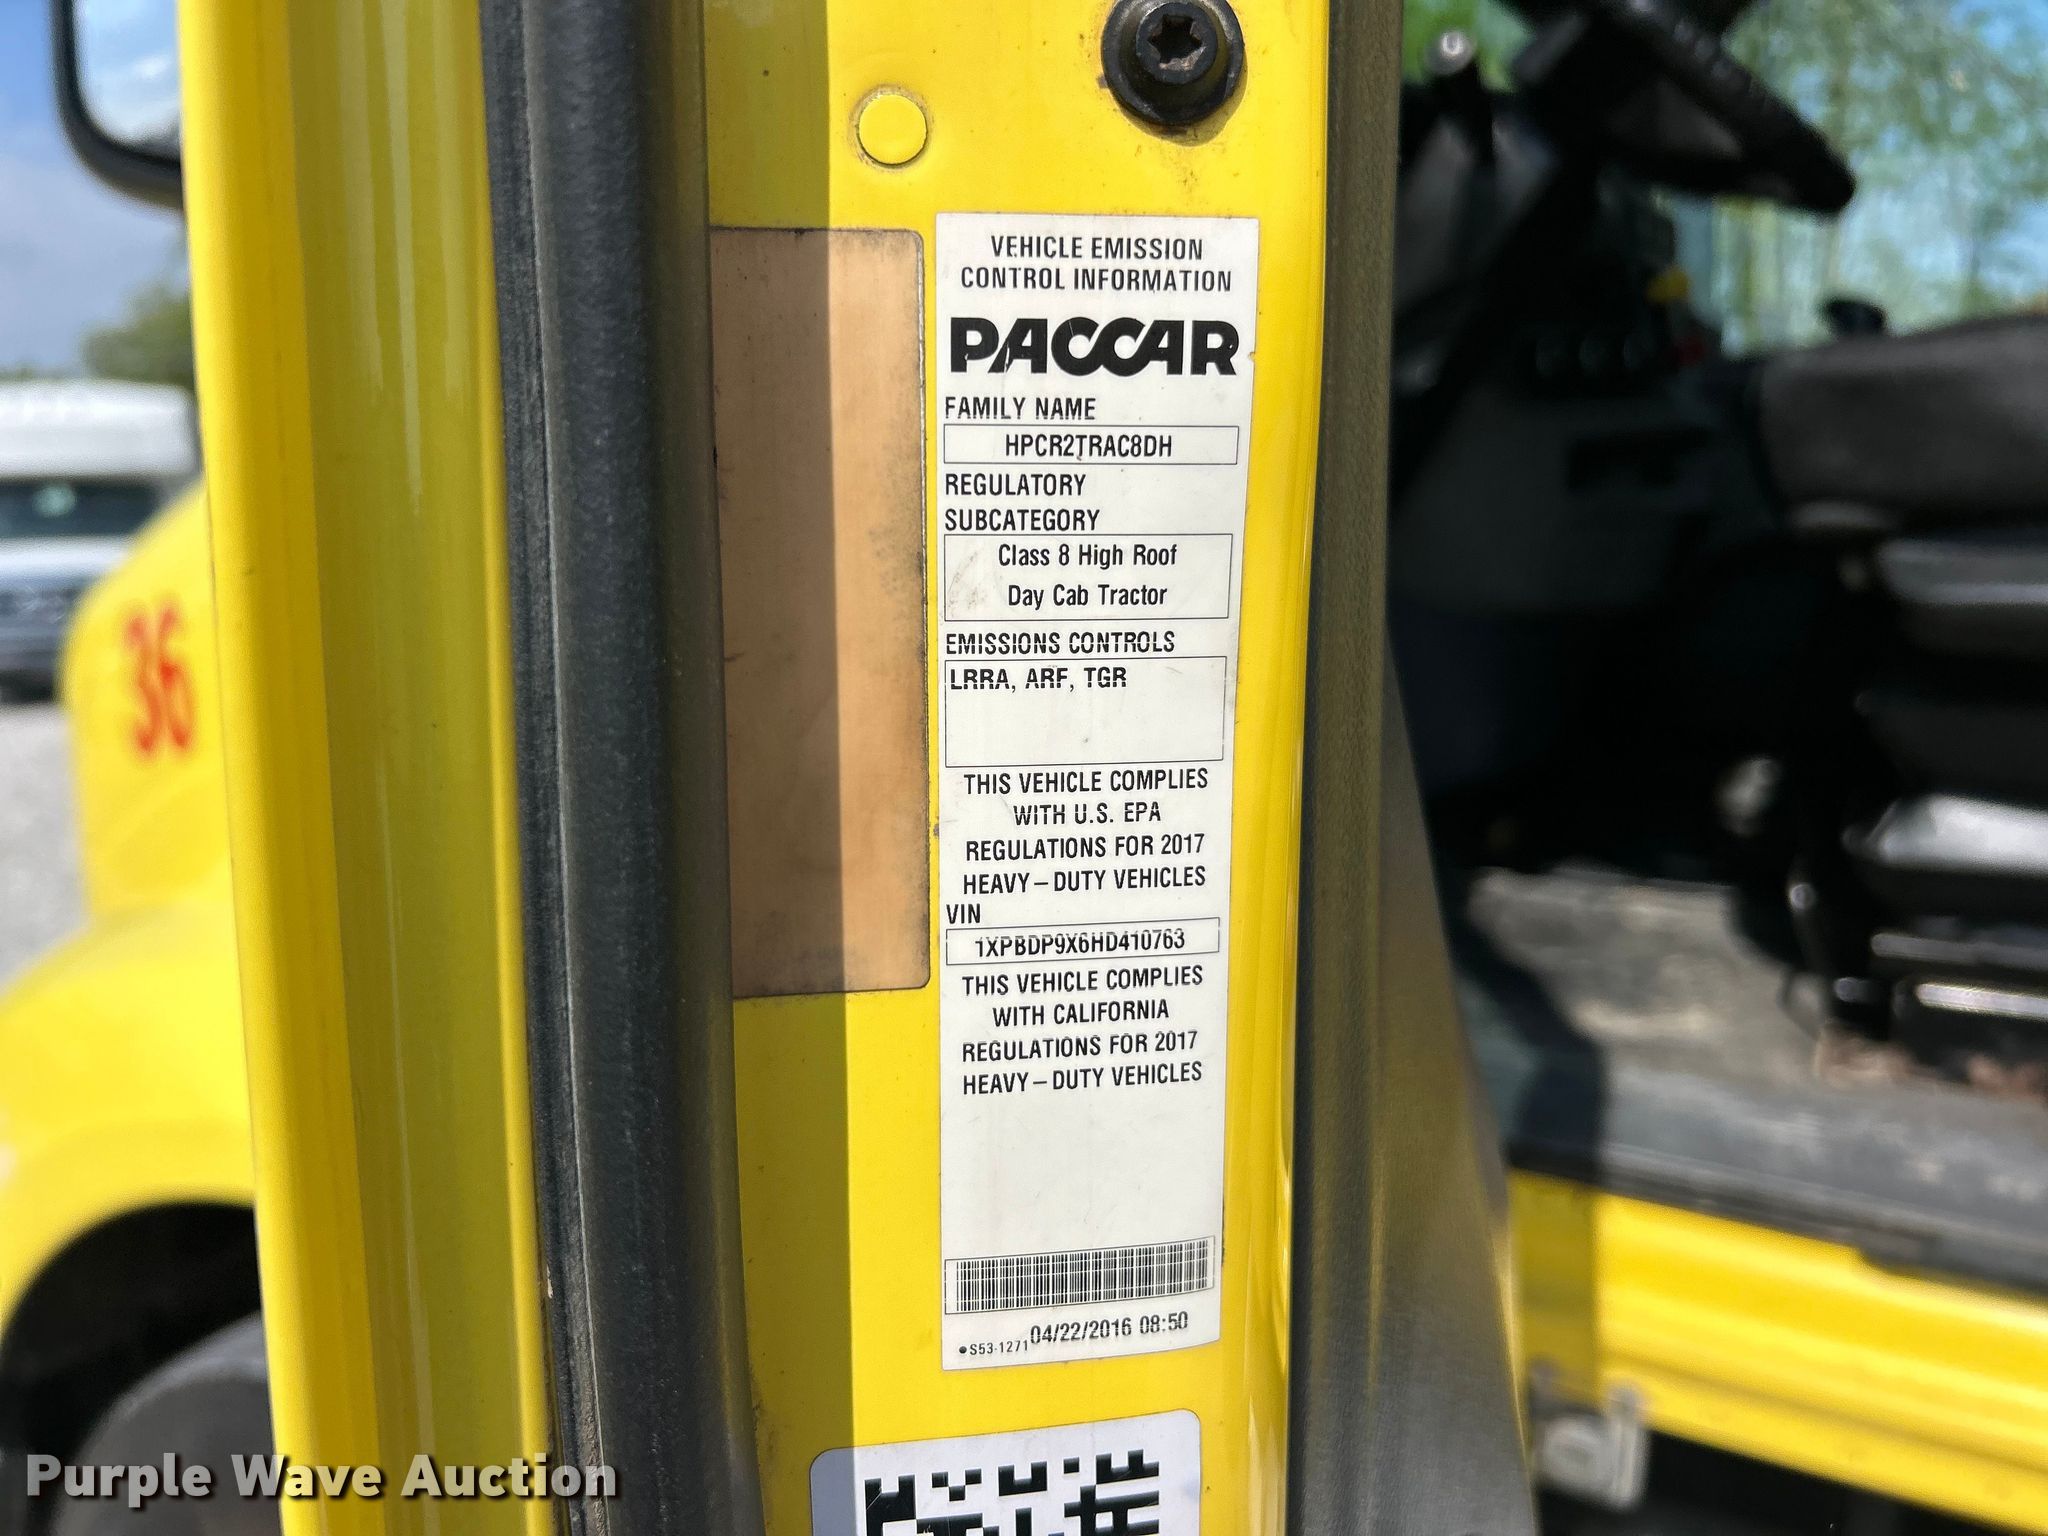 VEHICLE EMISSION
CONTROL INFORMATION
PACCAR
FAMILY NAME
HPCR2TRAC8DH
REGULATORY
SUBCATEGORY
Class 8 High Roof
Day Cab Tractor
EMISSIONS CONTROLS
LRRA, ARF, TGR
THIS VEHICLE COMPLIES
WITH U.S. EPA
REGULATIONS FOR 2017
HEAVY–DUTY VEHICLES
VIN
1XPBDP9X6HD410763
THIS VEHICLE COMPLIES
WITH CALIFORNIA
REGULATIONS FOR 2017
HEAVY–DUTY VEHICLES
•S53-1271 04/22/2016 08:50
36
Purple Wave Auction